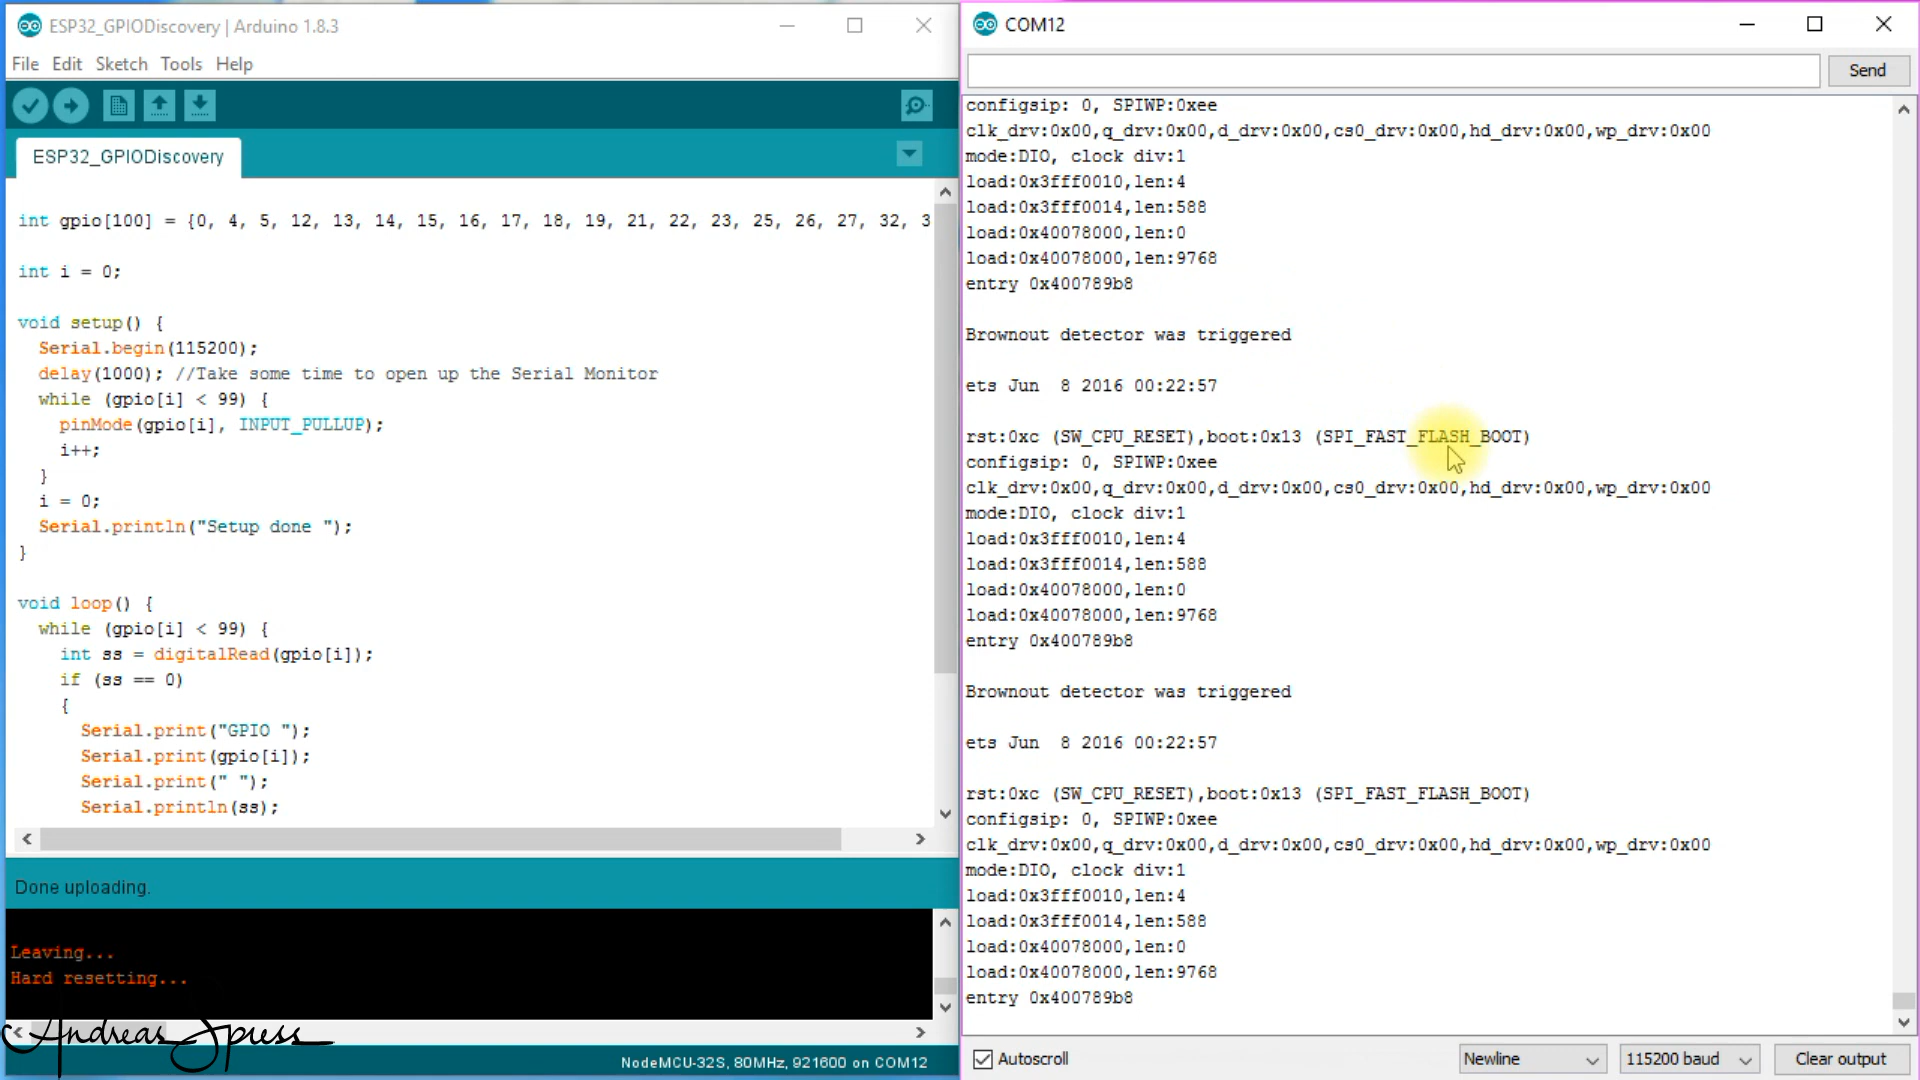 ESP32_GPIODiscovery | Arduino 1.8.3
File Edit Sketch Tools Help
ESP32_GPIODiscovery
int gpio[100] = {0, 4, 5, 12, 13, 14, 15, 16, 17, 18, 19, 21, 22, 23, 25, 26, 27, 32, 3
int i = 0;
void setup() {
Serial.begin(115200);
delay(1000); //Take some time to open up the Serial Monitor
while (gpio[i] < 99) {
pinMode(gpio[i], INPUT_PULLUP);
i++;
}
i = 0;
Serial.println("Setup done ");
}
void loop() {
while (gpio[i] < 99) {
int ss = digitalRead(gpio[i]);
if (ss == 0)
{
Serial.print("GPIO ");
Serial.print(gpio[i]);
Serial.print(" ");
Serial.println(ss);
Done uploading.
Leaving...
Hard resetting...
Andreas Spiess
NodeMCU-32S, 80MHz, 921600 on COM12
COM12
Send
configsip: 0, SPIWP:0xee
clk_drv:0x00,q_drv:0x00,d_drv:0x00,cs0_drv:0x00,hd_drv:0x00,wp_drv:0x00
mode:DIO, clock div:1
load:0x3fff0010,len:4
load:0x3fff0014,len:588
load:0x40078000,len:0
load:0x40078000,len:9768
entry 0x400789b8
Brownout detector was triggered
ets Jun  8 2016 00:22:57
rst:0xc (SW_CPU_RESET),boot:0x13 (SPI_FAST_FLASH_BOOT)
configsip: 0, SPIWP:0xee
clk_drv:0x00,q_drv:0x00,d_drv:0x00,cs0_drv:0x00,hd_drv:0x00,wp_drv:0x00
mode:DIO, clock div:1
load:0x3fff0010,len:4
load:0x3fff0014,len:588
load:0x40078000,len:0
load:0x40078000,len:9768
entry 0x400789b8
Brownout detector was triggered
ets Jun  8 2016 00:22:57
rst:0xc (SW_CPU_RESET),boot:0x13 (SPI_FAST_FLASH_BOOT)
configsip: 0, SPIWP:0xee
clk_drv:0x00,q_drv:0x00,d_drv:0x00,cs0_drv:0x00,hd_drv:0x00,wp_drv:0x00
mode:DIO, clock div:1
load:0x3fff0010,len:4
load:0x3fff0014,len:588
load:0x40078000,len:0
load:0x40078000,len:9768
entry 0x400789b8
Autoscroll Newline 115200 baud Clear output